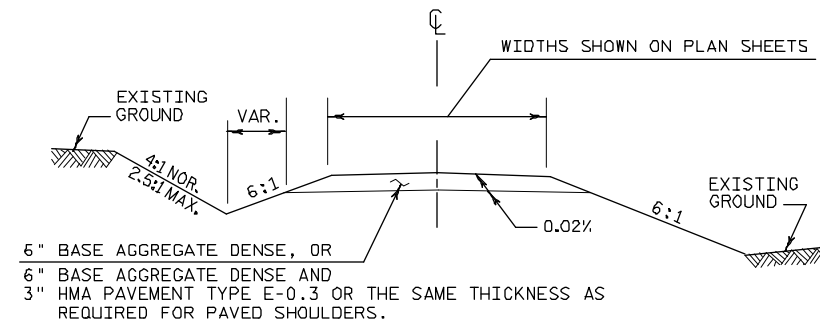 ℄
WIDTHS SHOWN ON PLAN SHEETS
EXISTING
GROUND
VAR.
4:1 NOR.
2.5:1 MAX.
6:1
6:1
EXISTING
GROUND
0.02%
6" BASE AGGREGATE DENSE, OR
6" BASE AGGREGATE DENSE AND
3" HMA PAVEMENT TYPE E-0.3 OR THE SAME THICKNESS AS
REQUIRED FOR PAVED SHOULDERS.